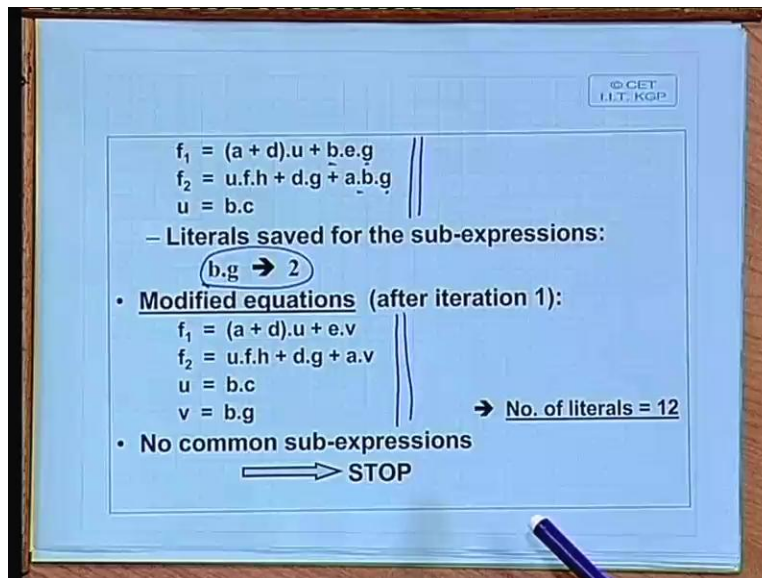 © CET
I.I.T. KGP
f₁ = (a + d).u + b.e.g
f₂ = u.f.h + d.g + a.b.g
u = b.c
– Literals saved for the sub-expressions:
b.g ➔ 2
• Modified equations (after iteration 1):
f₁ = (a + d).u + e.v
f₂ = u.f.h + d.g + a.v
u = b.c
v = b.g
➔ No. of literals = 12
• No common sub-expressions
STOP